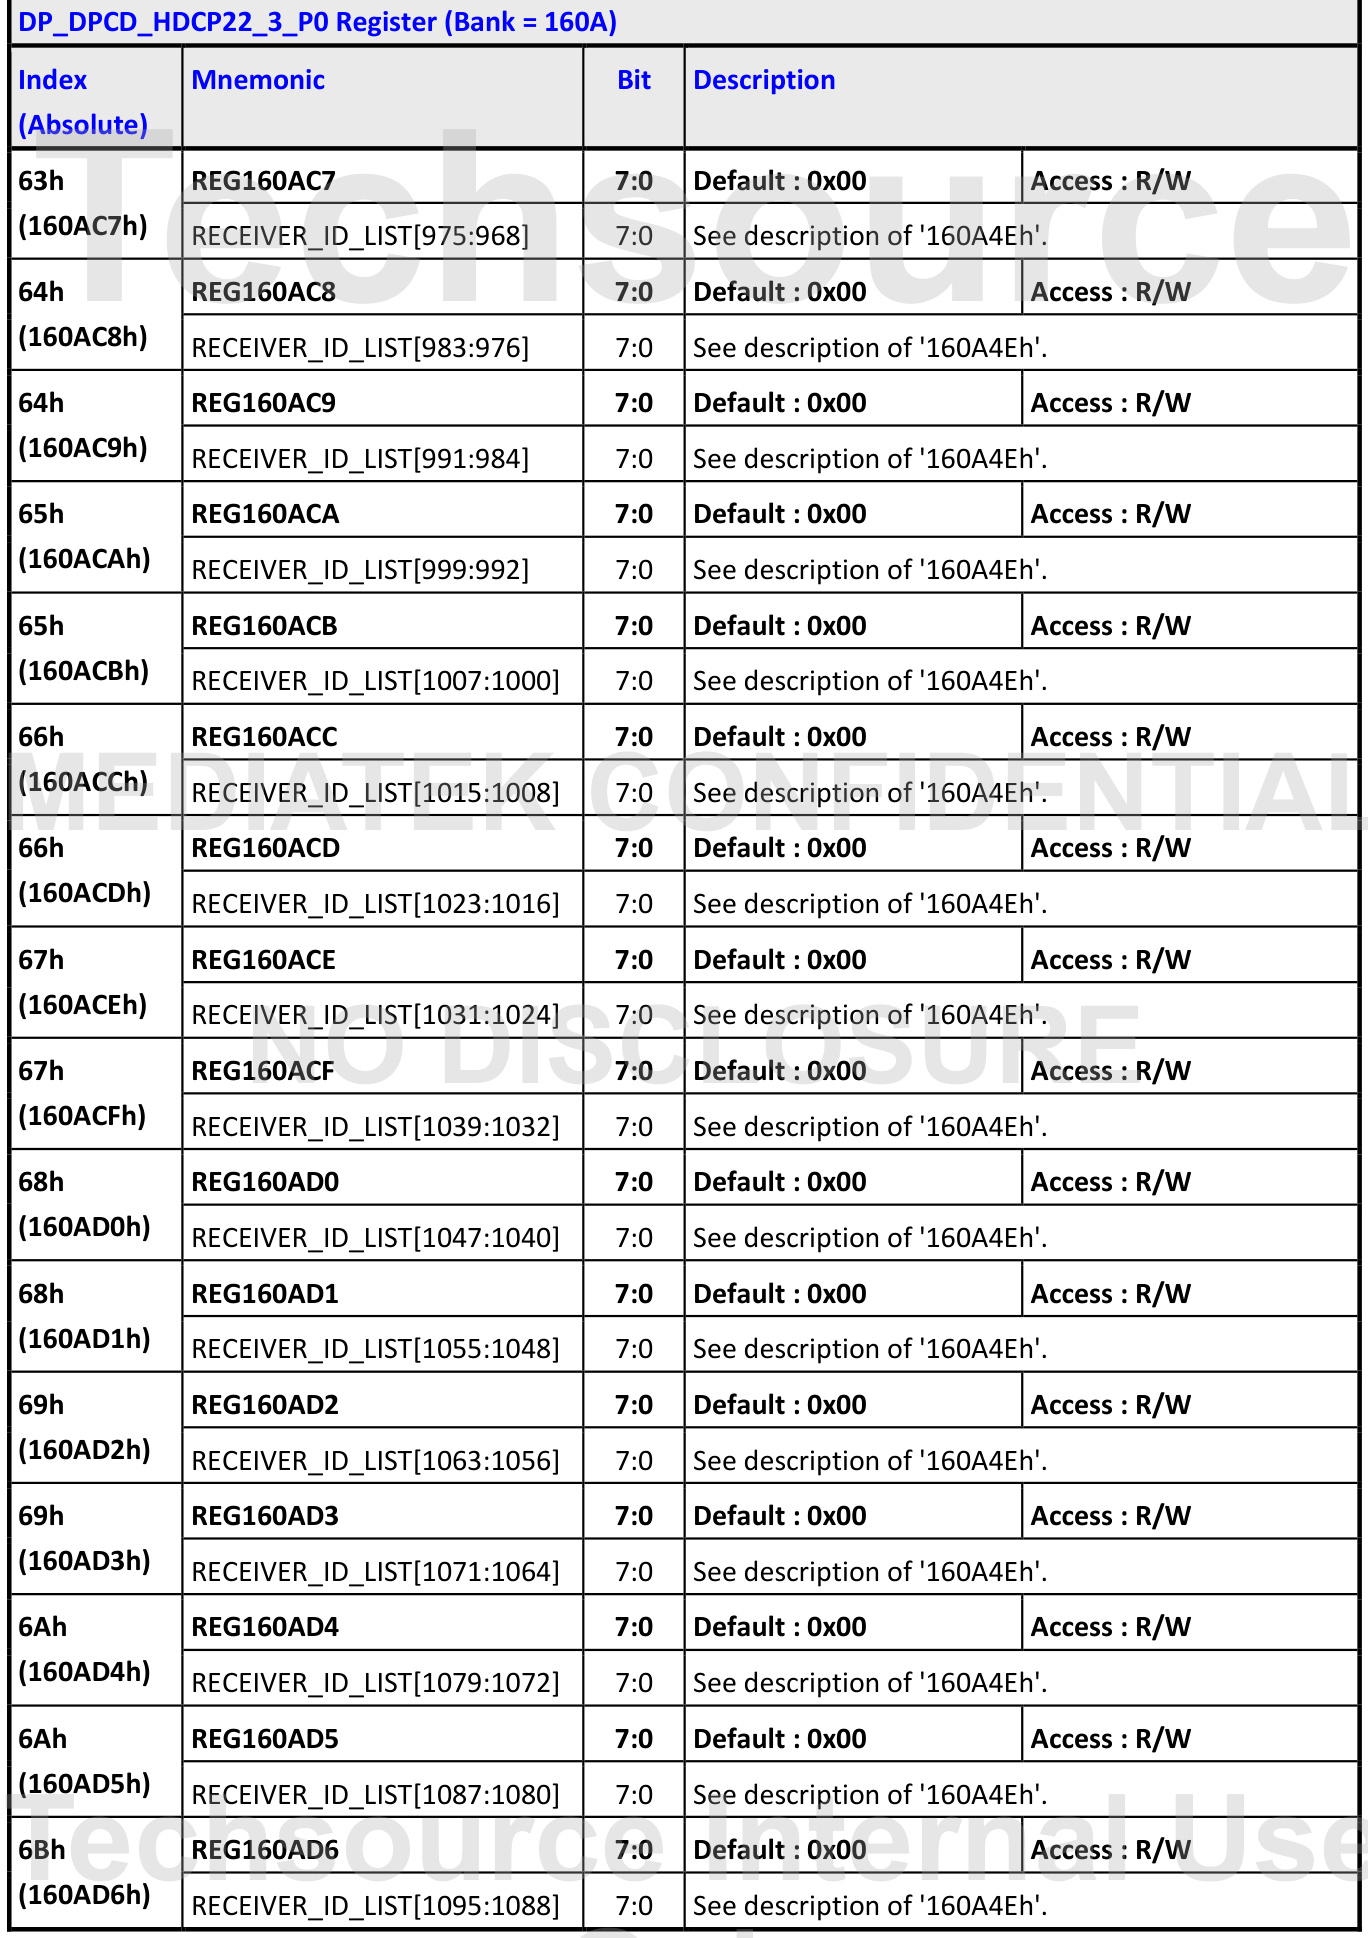 DP_DPCD_HDCP22_3_P0 Register (Bank = 160A)
Index (Absolute) Mnemonic Bit Description
63h (160AC7h) REG160AC7 7:0 Default : 0x00 Access : R/W
RECEIVER_ID_LIST[975:968] 7:0 See description of '160A4Eh'.
64h (160AC8h) REG160AC8 7:0 Default : 0x00 Access : R/W
RECEIVER_ID_LIST[983:976] 7:0 See description of '160A4Eh'.
64h (160AC9h) REG160AC9 7:0 Default : 0x00 Access : R/W
RECEIVER_ID_LIST[991:984] 7:0 See description of '160A4Eh'.
65h (160ACAh) REG160ACA 7:0 Default : 0x00 Access : R/W
RECEIVER_ID_LIST[999:992] 7:0 See description of '160A4Eh'.
65h (160ACBh) REG160ACB 7:0 Default : 0x00 Access : R/W
RECEIVER_ID_LIST[1007:1000] 7:0 See description of '160A4Eh'.
66h (160ACCh) REG160ACC 7:0 Default : 0x00 Access : R/W
RECEIVER_ID_LIST[1015:1008] 7:0 See description of '160A4Eh'.
66h (160ACDh) REG160ACD 7:0 Default : 0x00 Access : R/W
RECEIVER_ID_LIST[1023:1016] 7:0 See description of '160A4Eh'.
67h (160ACEh) REG160ACE 7:0 Default : 0x00 Access : R/W
RECEIVER_ID_LIST[1031:1024] 7:0 See description of '160A4Eh'.
67h (160ACFh) REG160ACF 7:0 Default : 0x00 Access : R/W
RECEIVER_ID_LIST[1039:1032] 7:0 See description of '160A4Eh'.
68h (160AD0h) REG160AD0 7:0 Default : 0x00 Access : R/W
RECEIVER_ID_LIST[1047:1040] 7:0 See description of '160A4Eh'.
68h (160AD1h) REG160AD1 7:0 Default : 0x00 Access : R/W
RECEIVER_ID_LIST[1055:1048] 7:0 See description of '160A4Eh'.
69h (160AD2h) REG160AD2 7:0 Default : 0x00 Access : R/W
RECEIVER_ID_LIST[1063:1056] 7:0 See description of '160A4Eh'.
69h (160AD3h) REG160AD3 7:0 Default : 0x00 Access : R/W
RECEIVER_ID_LIST[1071:1064] 7:0 See description of '160A4Eh'.
6Ah (160AD4h) REG160AD4 7:0 Default : 0x00 Access : R/W
RECEIVER_ID_LIST[1079:1072] 7:0 See description of '160A4Eh'.
6Ah (160AD5h) REG160AD5 7:0 Default : 0x00 Access : R/W
RECEIVER_ID_LIST[1087:1080] 7:0 See description of '160A4Eh'.
6Bh (160AD6h) REG160AD6 7:0 Default : 0x00 Access : R/W
RECEIVER_ID_LIST[1095:1088] 7:0 See description of '160A4Eh'.
Techsource
MEDIATEK CONFIDENTIAL
NO DISCLOSURE
Techsource Internal Use